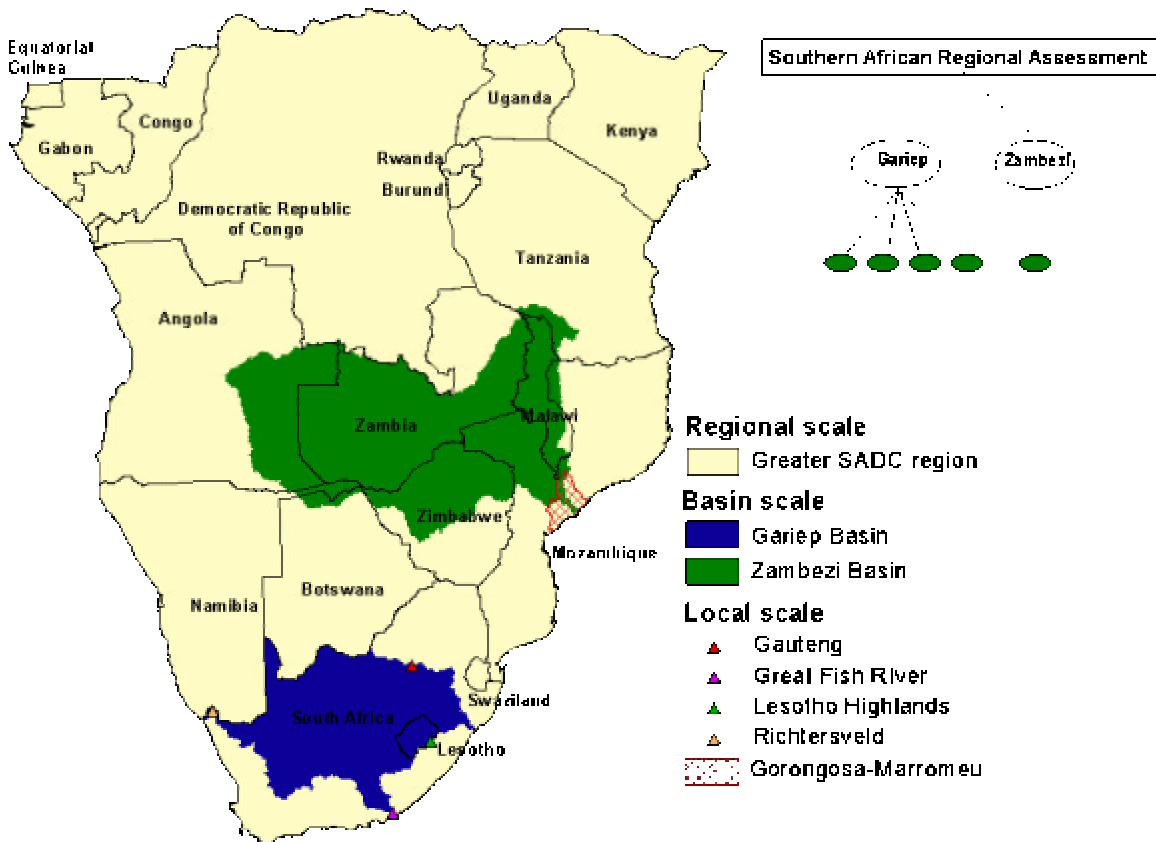 Equatorial
Guinea
Southern African Regional Assessment
Uganda
Congo
Kenya
Gabon
Gariep
Zambezi
Rwanda
Burundi
Democratic Republic
of Congo
Tanzania
Angola
Malawi
Zambia
Regional scale
Greater SADC region
Basin scale
Zimbabwe
Gariep Basin
Mozambique
Zambezi Basin
Botswana
Namibia
Local scale
Gauteng
Great Fish River
Swaziland
Lesotho Highlands
South Africa
Richtersveld
Lesotho
Gorongosa-Marromeu